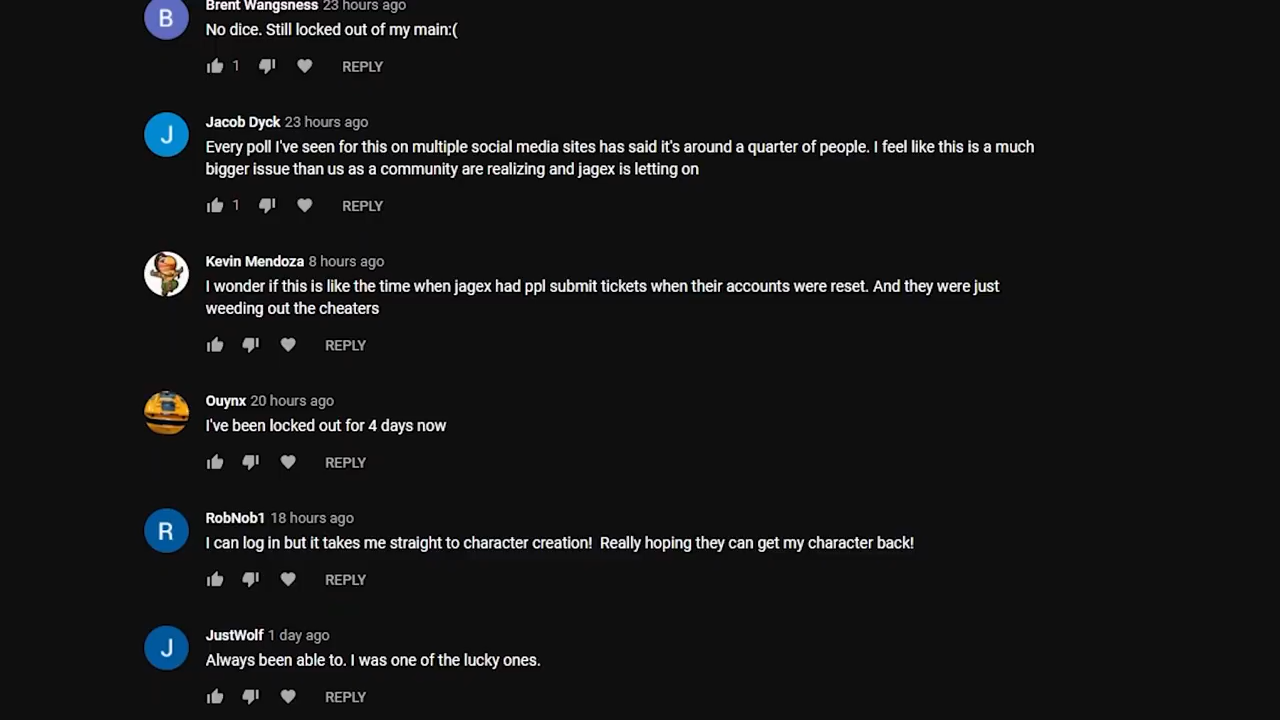 B
Brent Wangsness 23 hours ago
No dice. Still locked out of my main:(
1 REPLY
J
Jacob Dyck 23 hours ago
Every poll I've seen for this on multiple social media sites has said it's around a quarter of people. I feel like this is a much
bigger issue than us as a community are realizing and jagex is letting on
1 REPLY
Kevin Mendoza 8 hours ago
I wonder if this is like the time when jagex had ppl submit tickets when their accounts were reset. And they were just
weeding out the cheaters
REPLY
Ouynx 20 hours ago
I've been locked out for 4 days now
REPLY
R
RobNob1 18 hours ago
I can log in but it takes me straight to character creation!  Really hoping they can get my character back!
REPLY
J
JustWolf 1 day ago
Always been able to. I was one of the lucky ones.
REPLY